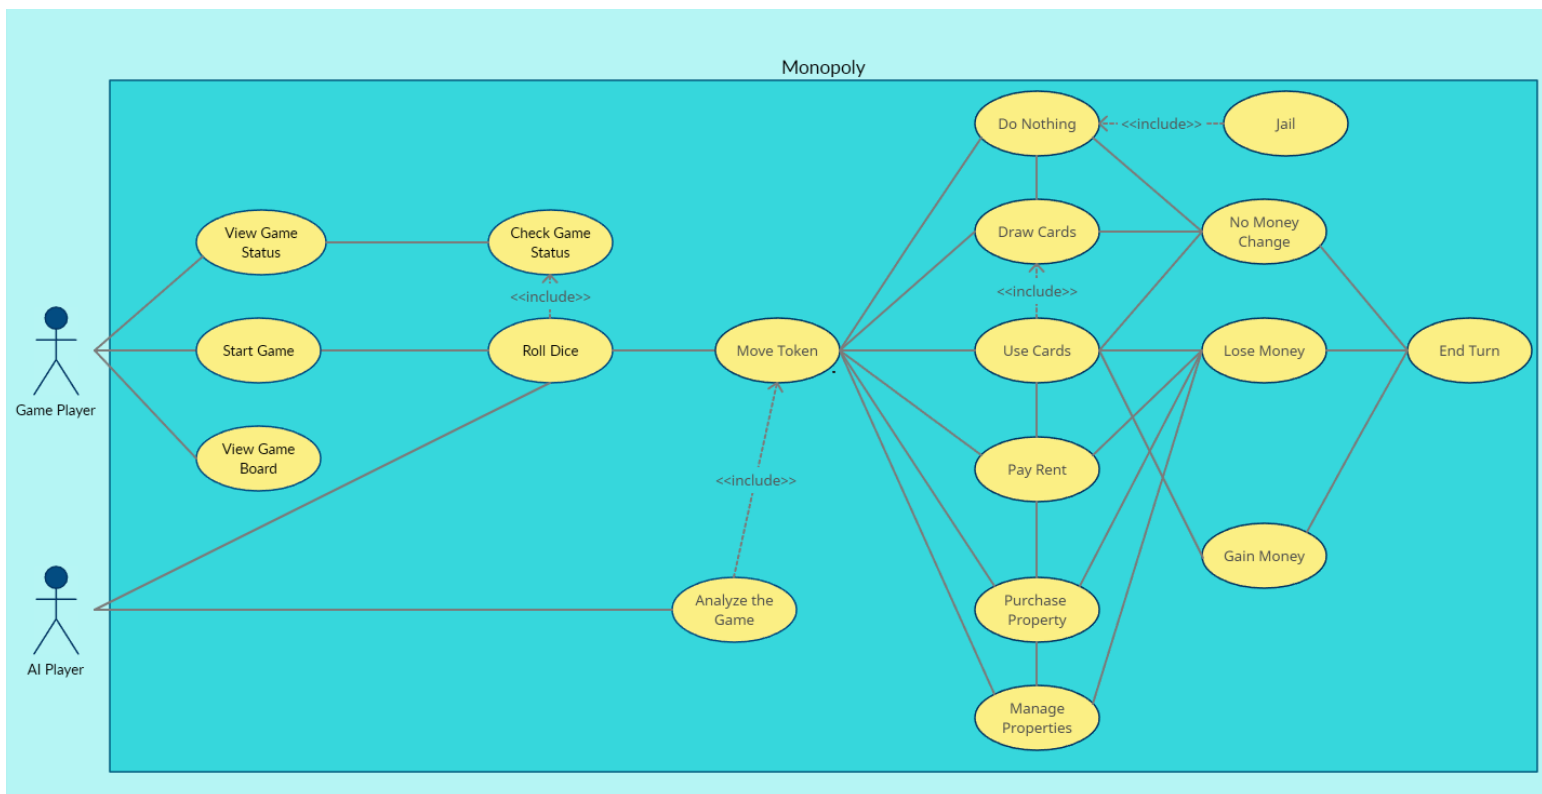 Monopoly
Do Nothing
<<include>>
Jail
View Game
Status
Check Game
Status
Draw Cards
No Money
Change
<<include>>
<<include>>
Game Player
Start Game
Roll Dice
Move Token
Use Cards
Lose Money
End Turn
View Game
Board
Pay Rent
<<include>>
Gain Money
AI Player
Analyze the
Game
Purchase
Property
Manage
Properties